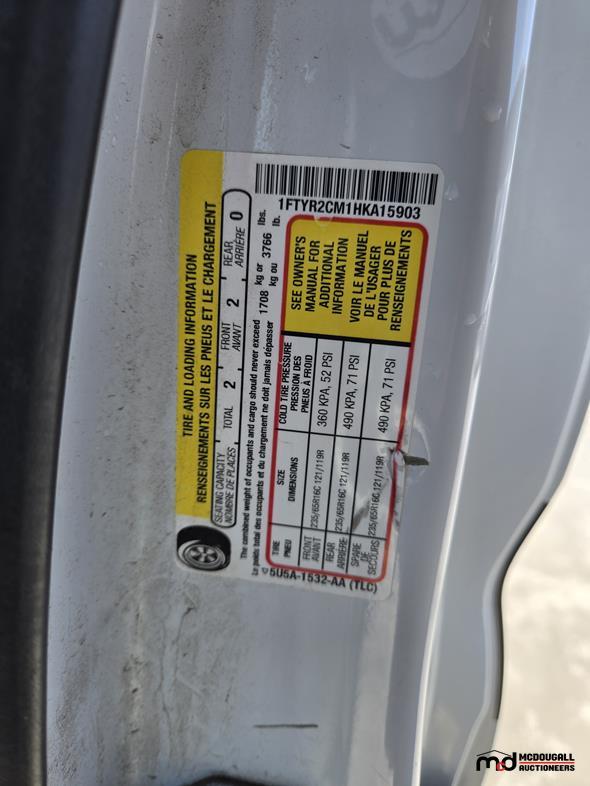 TIRE AND LOADING INFORMATION
RENSEIGNEMENTS SUR LES PNEUS ET LE CHARGEMENT
SEATING CAPACITY
NOMBRE DE PLACES
TOTAL 2
FRONT
AVANT 2
REAR
ARRIÈRE 0
The combined weight of occupants and cargo should never exceed 1708 kg or 3766 lbs.
Le poids total des occupants et du chargement ne doit jamais dépasser 1708 kg ou 3766 lb.
TIRE
PNEU
SIZE
DIMENSIONS
COLD TIRE PRESSURE
PRESSION DES
PNEUS À FROID
FRONT
AVANT
235/65R16C 121/119R
360 KPA, 52 PSI
REAR
ARRIÈRE
235/65R16C 121/119R
490 KPA, 71 PSI
SPARE
DE
SECOURS
235/65R16C 121/119R
490 KPA, 71 PSI
SEE OWNER'S
MANUAL FOR
ADDITIONAL
INFORMATION
VOIR LE MANUEL
DE L'USAGER
POUR PLUS DE
RENSEIGNEMENTS
1FTYR2CM1HKA15903
5U5A-1532-AA (TLC)
md MCDOUGALL
AUCTIONEERS